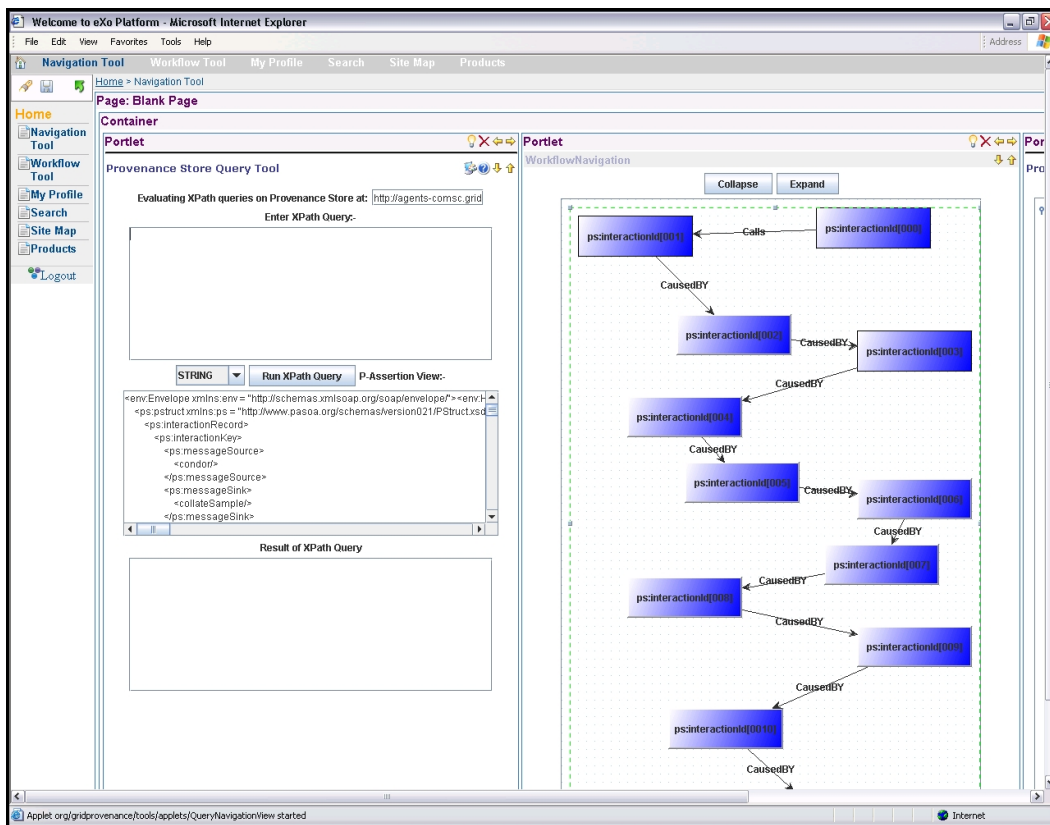 Welcome to eXo Platform - Microsoft Internet Explorer
File Edit View Favorites Tools Help
Address
Navigation Tool Workflow Tool My Profile Search Site Map Products
Home > Navigation Tool
Page: Blank Page
Container
Home
Navigation Tool
Workflow Tool
My Profile
Search
Site Map
Products
Logout
Portlet
Provenance Store Query Tool
Evaluating XPath queries on Provenance Store at: http://agents-comsc.grid
Enter XPath Query:-
STRING Run XPath Query P-Assertion View:-
<env:Envelope xmlns:env = "http://schemas.xmlsoap.org/soap/envelope/"><env:H
<ps:pstruct xmlns:ps = "http://www.pasoa.org/schemas/version021/PStruct.xsd
<ps:interactionRecord>
<ps:interactionKey>
<ps:messageSource>
<condor/>
</ps:messageSource>
<ps:messageSink>
<collateSample/>
</ps:messageSink>
Result of XPath Query
Portlet
WorkflowNavigation
Collapse Expand
ps:interactionId[001]
Calls
ps:interactionId[000]
CausedBY
ps:interactionId[002]
CausedBY
ps:interactionId[003]
CausedBY
ps:interactionId[004]
CausedBY
ps:interactionId[005]
CausedBY
ps:interactionId[006]
CausedBY
ps:interactionId[007]
CausedBY
ps:interactionId[008]
CausedBY
ps:interactionId[009]
CausedBY
ps:interactionId[0010]
CausedBY
Por
Pro
Applet org/gridprovenance/tools/applets/QueryNavigationView started
Internet